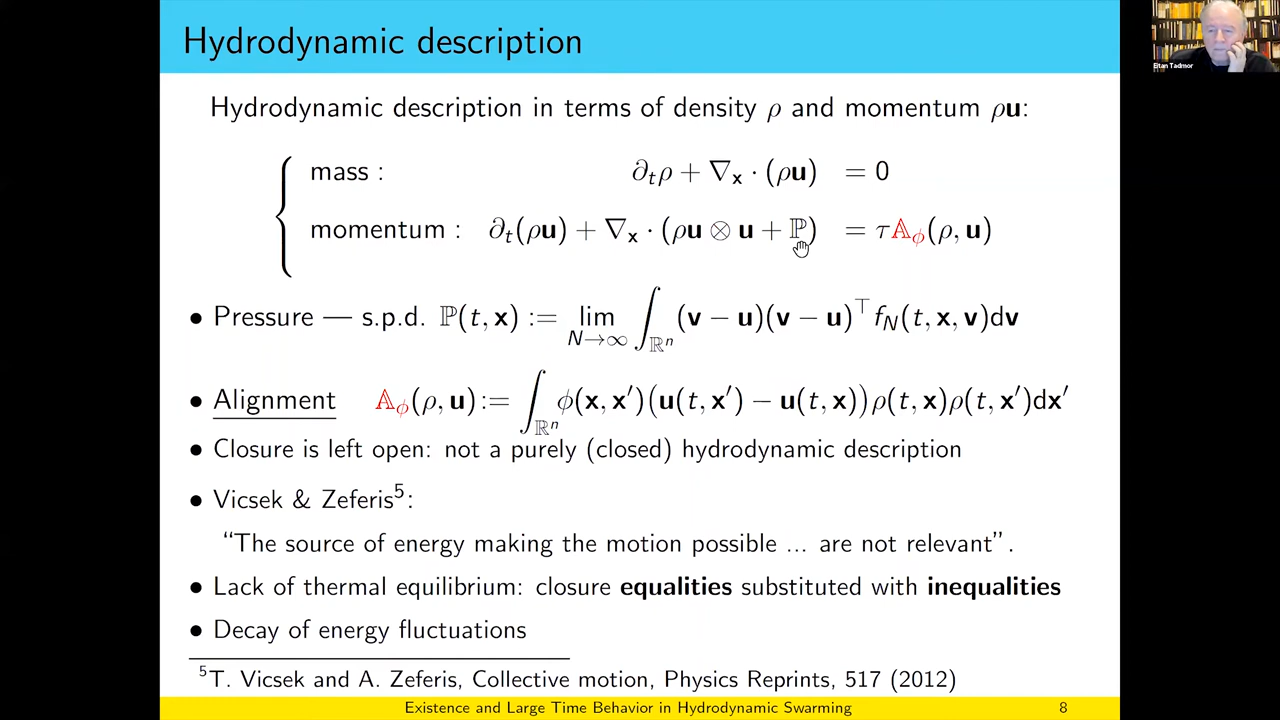 Hydrodynamic description
Eitan Tadmor
Hydrodynamic description in terms of density ρ and momentum ρ𝐮:
mass : ∂ₜρ + ∇𝐱 · (ρ𝐮) = 0
momentum : ∂ₜ(ρ𝐮) + ∇𝐱 · (ρ𝐮 ⊗ 𝐮 + ℙ) = τ𝔸ᵩ(ρ, 𝐮)
• Pressure — s.p.d. ℙ(t, 𝐱) := lim N→∞ ∫ℝⁿ (𝐯 − 𝐮)(𝐯 − 𝐮)^⊤ f_N(t, 𝐱, 𝐯)d𝐯
• Alignment 𝔸ᵩ(ρ, 𝐮) := ∫ℝⁿ ϕ(𝐱, 𝐱′)(𝐮(t, 𝐱′) − 𝐮(t, 𝐱))ρ(t, 𝐱)ρ(t, 𝐱′)d𝐱′
• Closure is left open: not a purely (closed) hydrodynamic description
• Vicsek & Zeferis⁵:
“The source of energy making the motion possible ... are not relevant”.
• Lack of thermal equilibrium: closure equalities substituted with inequalities
• Decay of energy fluctuations
⁵T. Vicsek and A. Zeferis, Collective motion, Physics Reprints, 517 (2012)
Existence and Large Time Behavior in Hydrodynamic Swarming 8